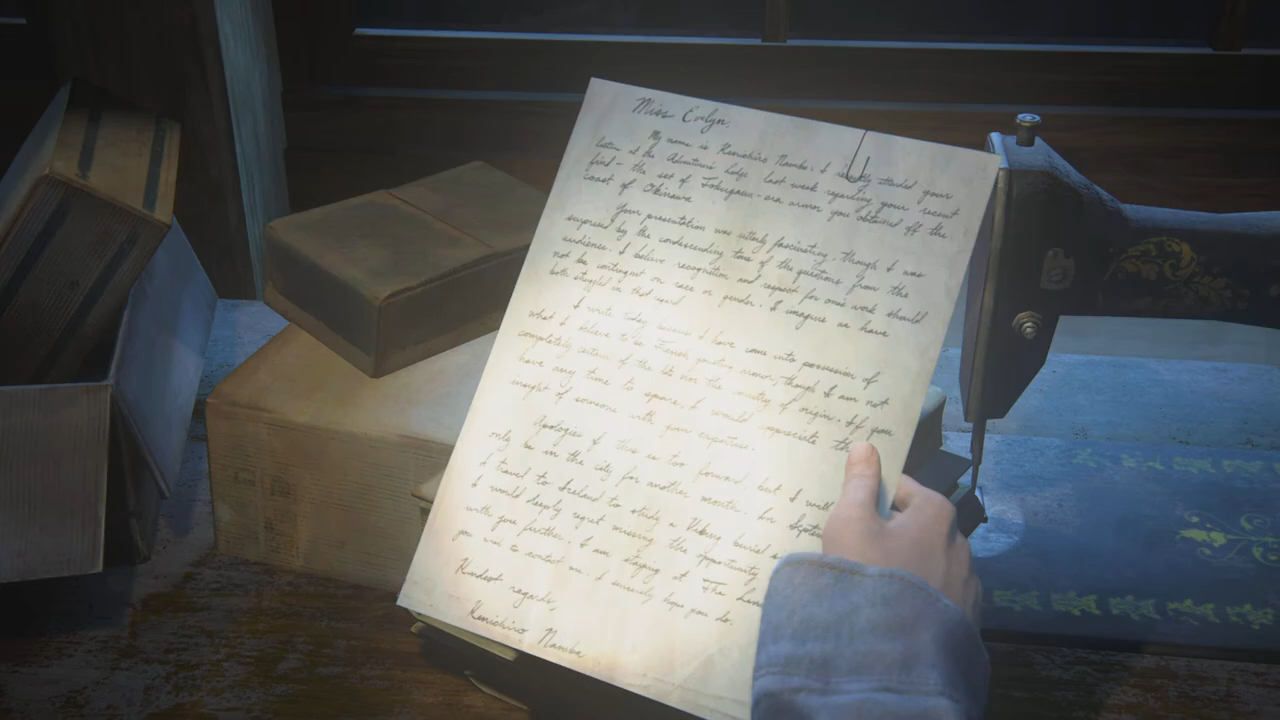 Miss Evelyn,
My name is Kenichiro Namba. I recently attended your
lecture at the Adventurer's Lodge last week regarding your recent
find - the set of Tokugawa-era armor you obtained off the
coast of Okinawa
Your presentation was utterly fascinating, though I was
surprised by the condescending tone of the questions from the
audience. I believe recognition and respect for one's work should
not be contingent on race or gender. I imagine we have
both struggled in that regard.
I write today because I have come into possession of
what I believe to be French jousting armor, though I am not
completely certain of the date nor the country of origin. If you
have any time to spare, I would appreciate the
insight of someone with your expertise.
Apologies if this is too forward, but I will
only be in the city for another month. In
I travel to Iceland to study a Viking burial
I would deeply regret missing the opportunity
with you further. I am staying at The
you wish to contact me. I sincerely hope you do.
Kindest regards,
Kenichiro Namba